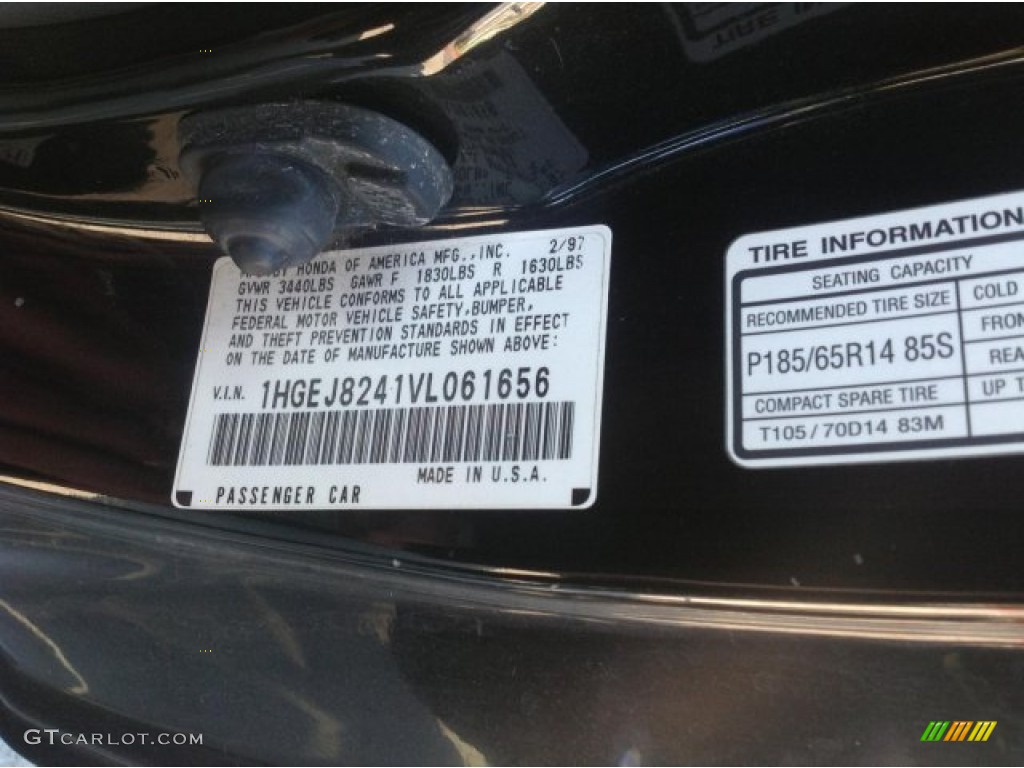 HONDA OF AMERICA MFG., INC. 2/97
GVWR 3440LBS GAWR F 1830LBS R 1630LBS
THIS VEHICLE CONFORMS TO ALL APPLICABLE
FEDERAL MOTOR VEHICLE SAFETY, BUMPER,
AND THEFT PREVENTION STANDARDS IN EFFECT
ON THE DATE OF MANUFACTURE SHOWN ABOVE:
V.I.N. 1HGEJ8241VL061656
MADE IN U.S.A.
PASSENGER CAR
TIRE INFORMATION
SEATING CAPACITY
RECOMMENDED TIRE SIZE
COLD
P185/65R14 85S
FRON
REA
COMPACT SPARE TIRE
UP T
T105/70D14 83M
GTCARLOT.COM